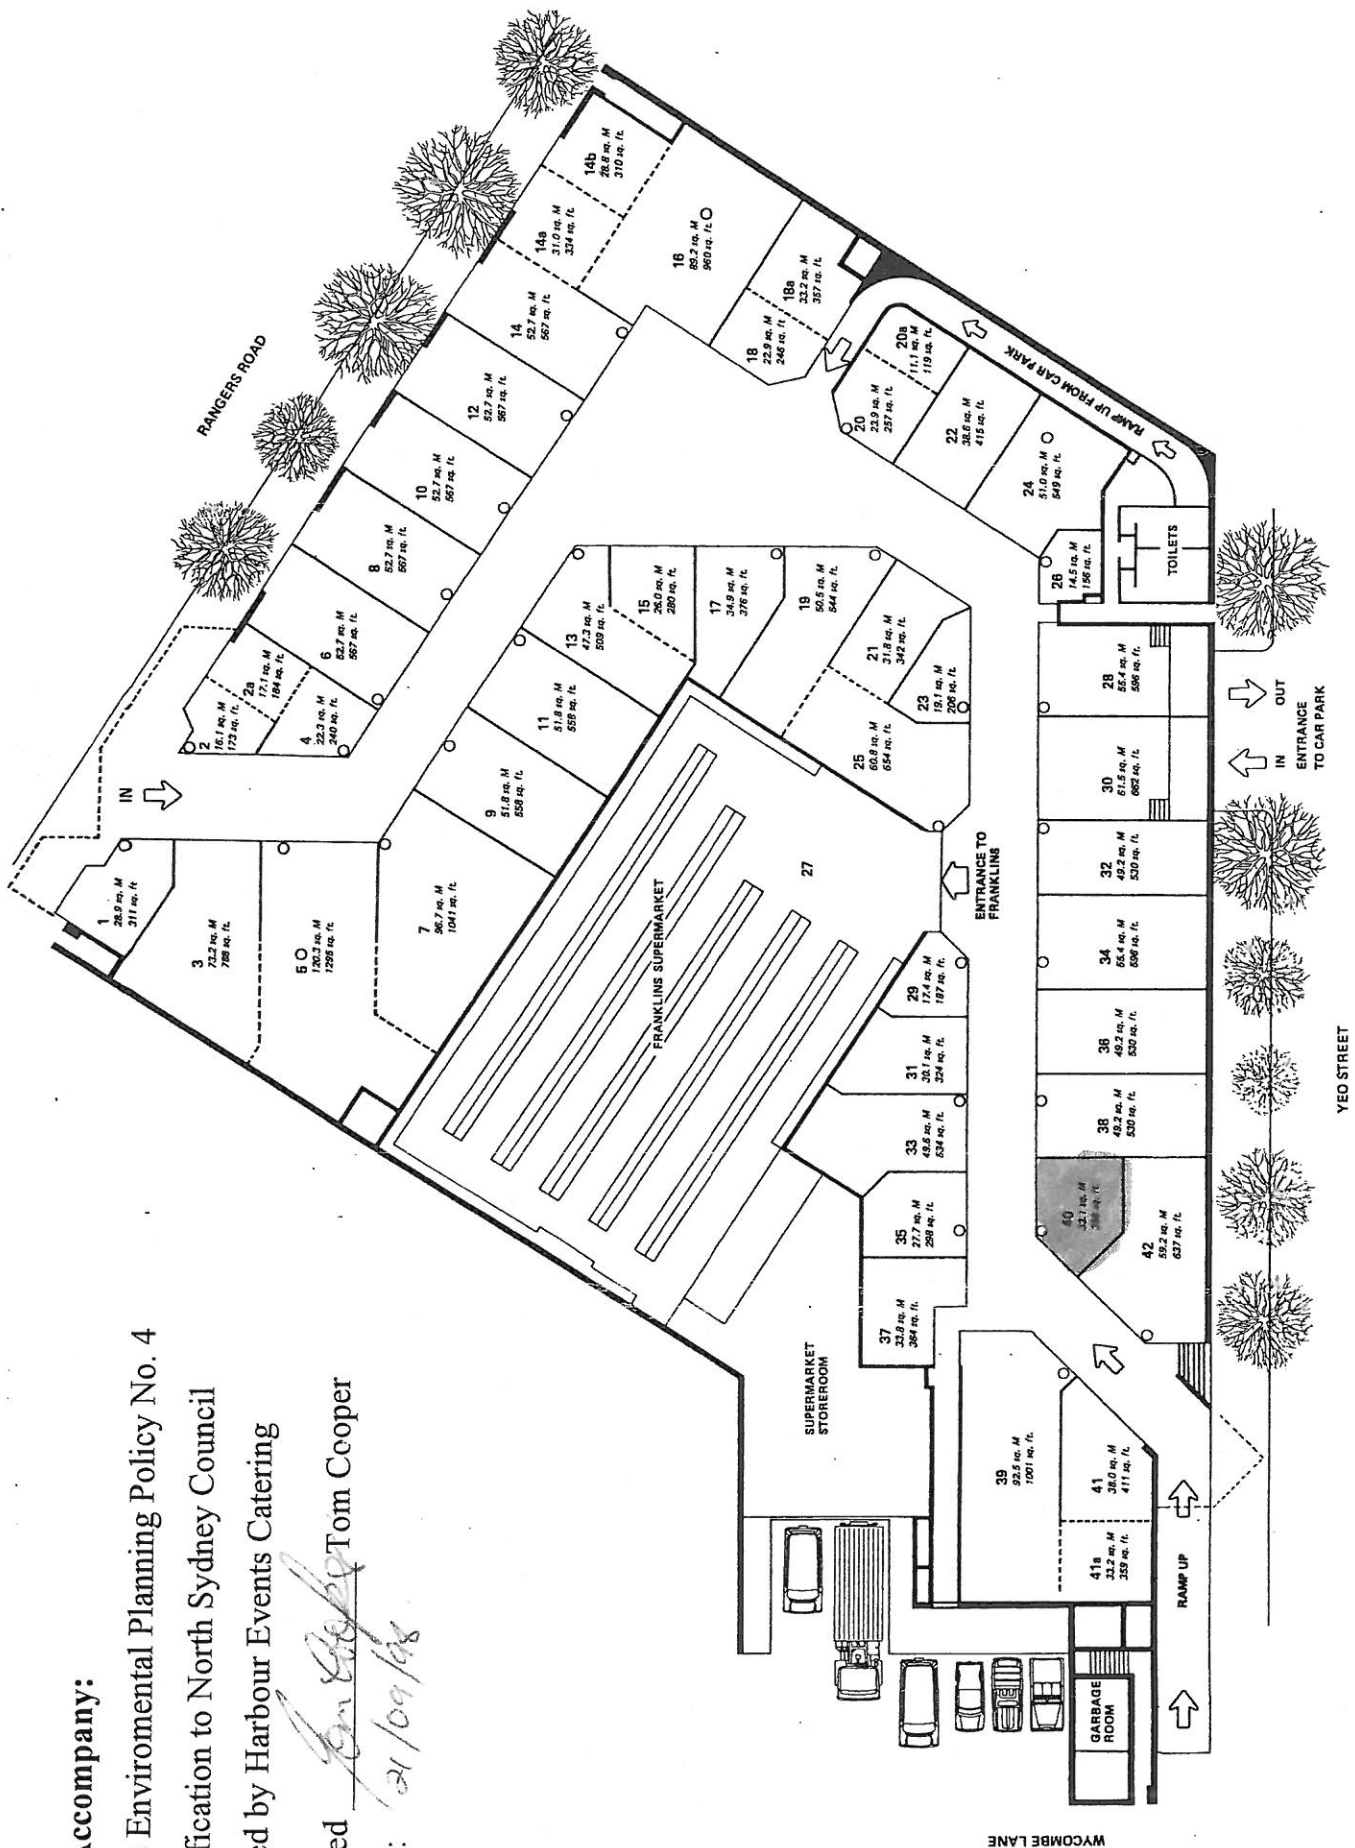 Accompany:
Enviromental Planning Policy No. 4
fication to North Sydney Council
ed by Harbour Events Catering
ed Tom Cooper Tom Cooper
: 21/09/98
RANGERS ROAD
IN
1
28.9 sq. M
311 sq. ft
2
16.1 sq. M
173 sq. ft.
2a
17.1 sq. M
184 sq. ft.
3
73.2 sq. M
788 sq. ft.
4
22.3 sq. M
240 sq. ft.
5
120.3 sq. M
1295 sq. ft.
6
52.7 sq. M
567 sq. ft.
7
96.7 sq. M
1041 sq. ft.
8
52.7 sq. M
567 sq. ft.
9
51.8 sq. M
558 sq. ft.
10
52.7 sq. M
567 sq. ft.
11
51.8 sq. M
558 sq. ft.
12
52.7 sq. M
567 sq. ft.
13
47.3 sq. M
509 sq. ft.
14
52.7 sq. M
567 sq. ft.
14a
31.0 sq. M
334 sq. ft.
14b
28.8 sq. M
310 sq. ft.
15
26.0 sq. M
280 sq. ft.
16
89.2 sq. M
960 sq. ft.
17
34.9 sq. M
376 sq. ft.
18
22.9 sq. M
246 sq. ft.
18a
33.2 sq. M
357 sq. ft.
19
50.5 sq. M
544 sq. ft.
20
23.9 sq. M
257 sq. ft.
20a
11.1 sq. M
119 sq. ft.
21
31.8 sq. M
342 sq. ft.
22
38.6 sq. M
415 sq. ft.
23
19.1 sq. M
206 sq. ft.
24
51.0 sq. M
549 sq. ft.
25
60.8 sq. M
654 sq. ft.
26
14.5 sq. M
156 sq. ft.
RAMP UP FROM CAR PARK
TOILETS
FRANKLINS SUPERMARKET
27
ENTRANCE TO
FRANKLINS
28
55.4 sq. M
596 sq. ft.
29
17.4 sq. M
187 sq. ft.
30
61.5 sq. M
662 sq. ft.
31
30.1 sq. M
324 sq. ft.
32
49.2 sq. M
530 sq. ft.
33
49.6 sq. M
534 sq. ft.
34
55.4 sq. M
596 sq. ft.
35
27.7 sq. M
298 sq. ft.
36
49.2 sq. M
530 sq. ft.
37
33.8 sq. M
364 sq. ft.
38
49.2 sq. M
530 sq. ft.
39
92.5 sq. M
1001 sq. ft.
40
33.1 sq. M
sq. ft.
41
38.0 sq. M
411 sq. ft.
41a
33.2 sq. M
359 sq. ft.
42
59.2 sq. M
637 sq. ft.
SUPERMARKET
STOREROOM
OUT
IN
ENTRANCE
TO CAR PARK
YEO STREET
RAMP UP
GARBAGE
ROOM
WYCOMBE LANE